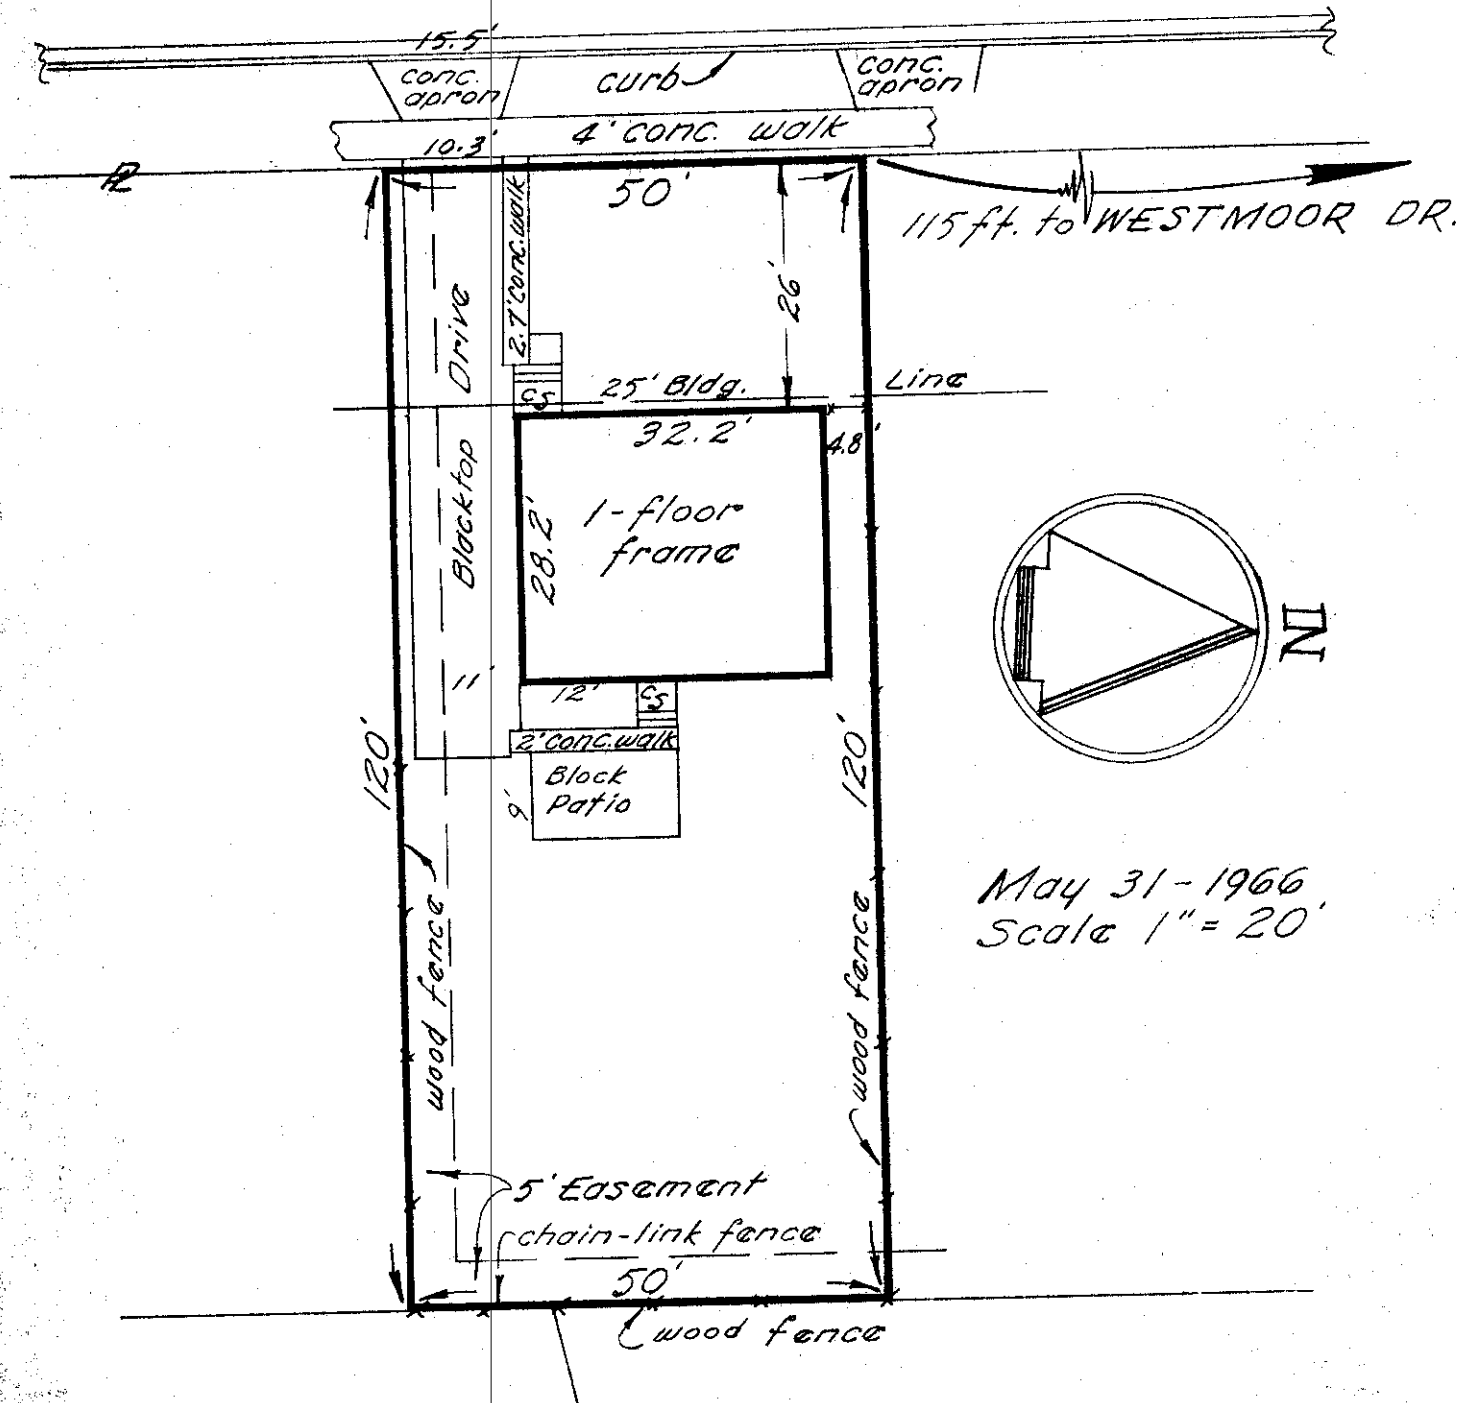 15.5'
conc.
apron
curb
conc.
apron
10.3'
4' conc. walk
PL
50'
115 ft. to WESTMOOR DR.
2.7' conc. walk
26'
Blacktop Drive
25' Bldg. Line
cs
32.2'
4.8'
1-floor
frame
28.2'
N
11'
12'
cs
2' conc. walk
Block
Patio
9'
120'
120'
May 31-1966
Scale 1"= 20'
wood fence
wood fence
5' Easement
chain-link fence
50'
wood fence